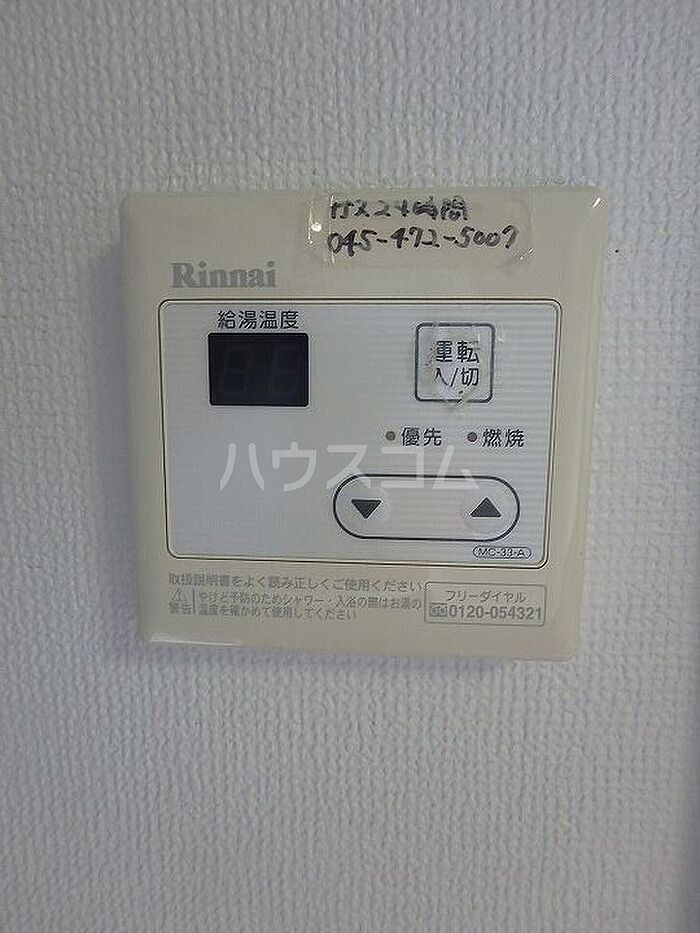 ガス24時間
045-472-5007
Rinnai
給湯温度
運転
入/切
優先
燃焼
ハウスコム
MC-33-A
取扱説明書をよく読み正しくご使用ください
警告
やけど予防のためシャワー・入浴の際はお湯の
温度を確かめて使用してください
フリーダイヤル
0120-054321